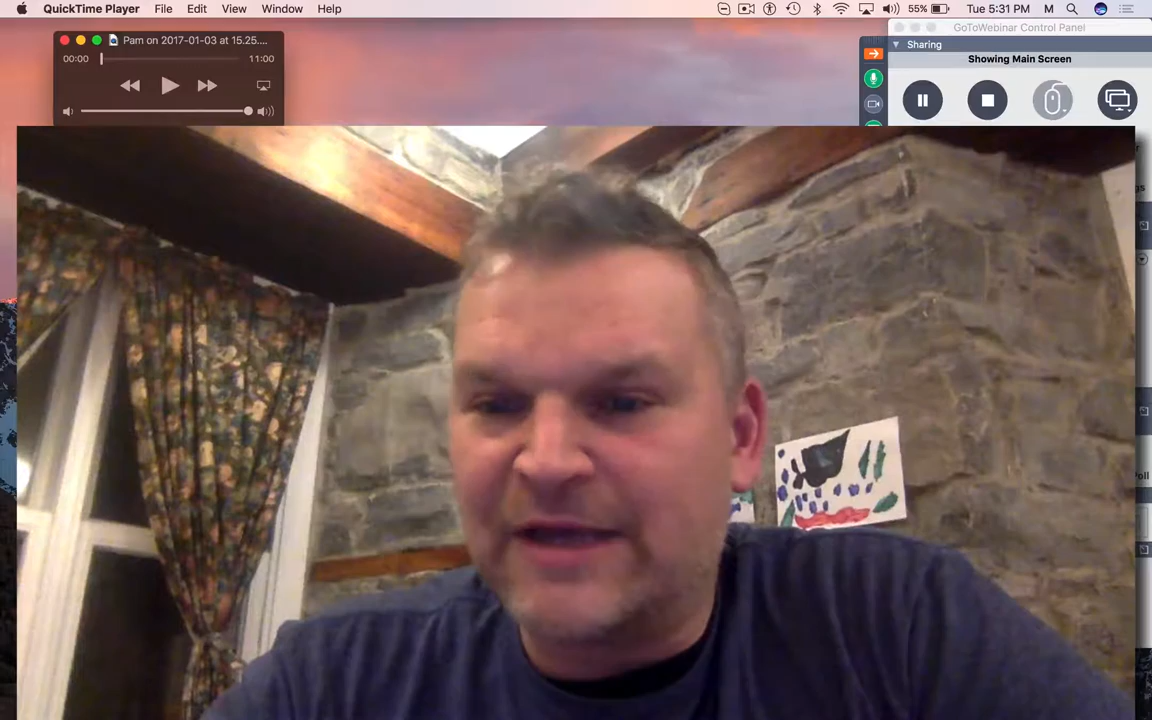 QuickTime Player File Edit View Window Help 55% Tue 5:31 PM M
Pam on 2017-01-03 at 15.25....
00:00 11:00
GoToWebinar Control Panel
Sharing
Showing Main Screen